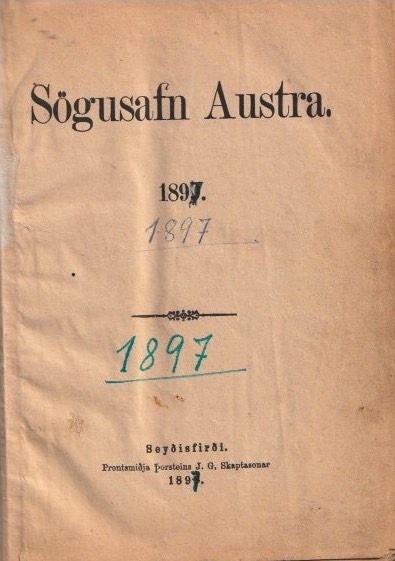 Sögusafn Austra.
1897.
1897
1897
Seyðisfirði.
Prentsmiðja Þorsteins J. G. Skaptasonar
1897.